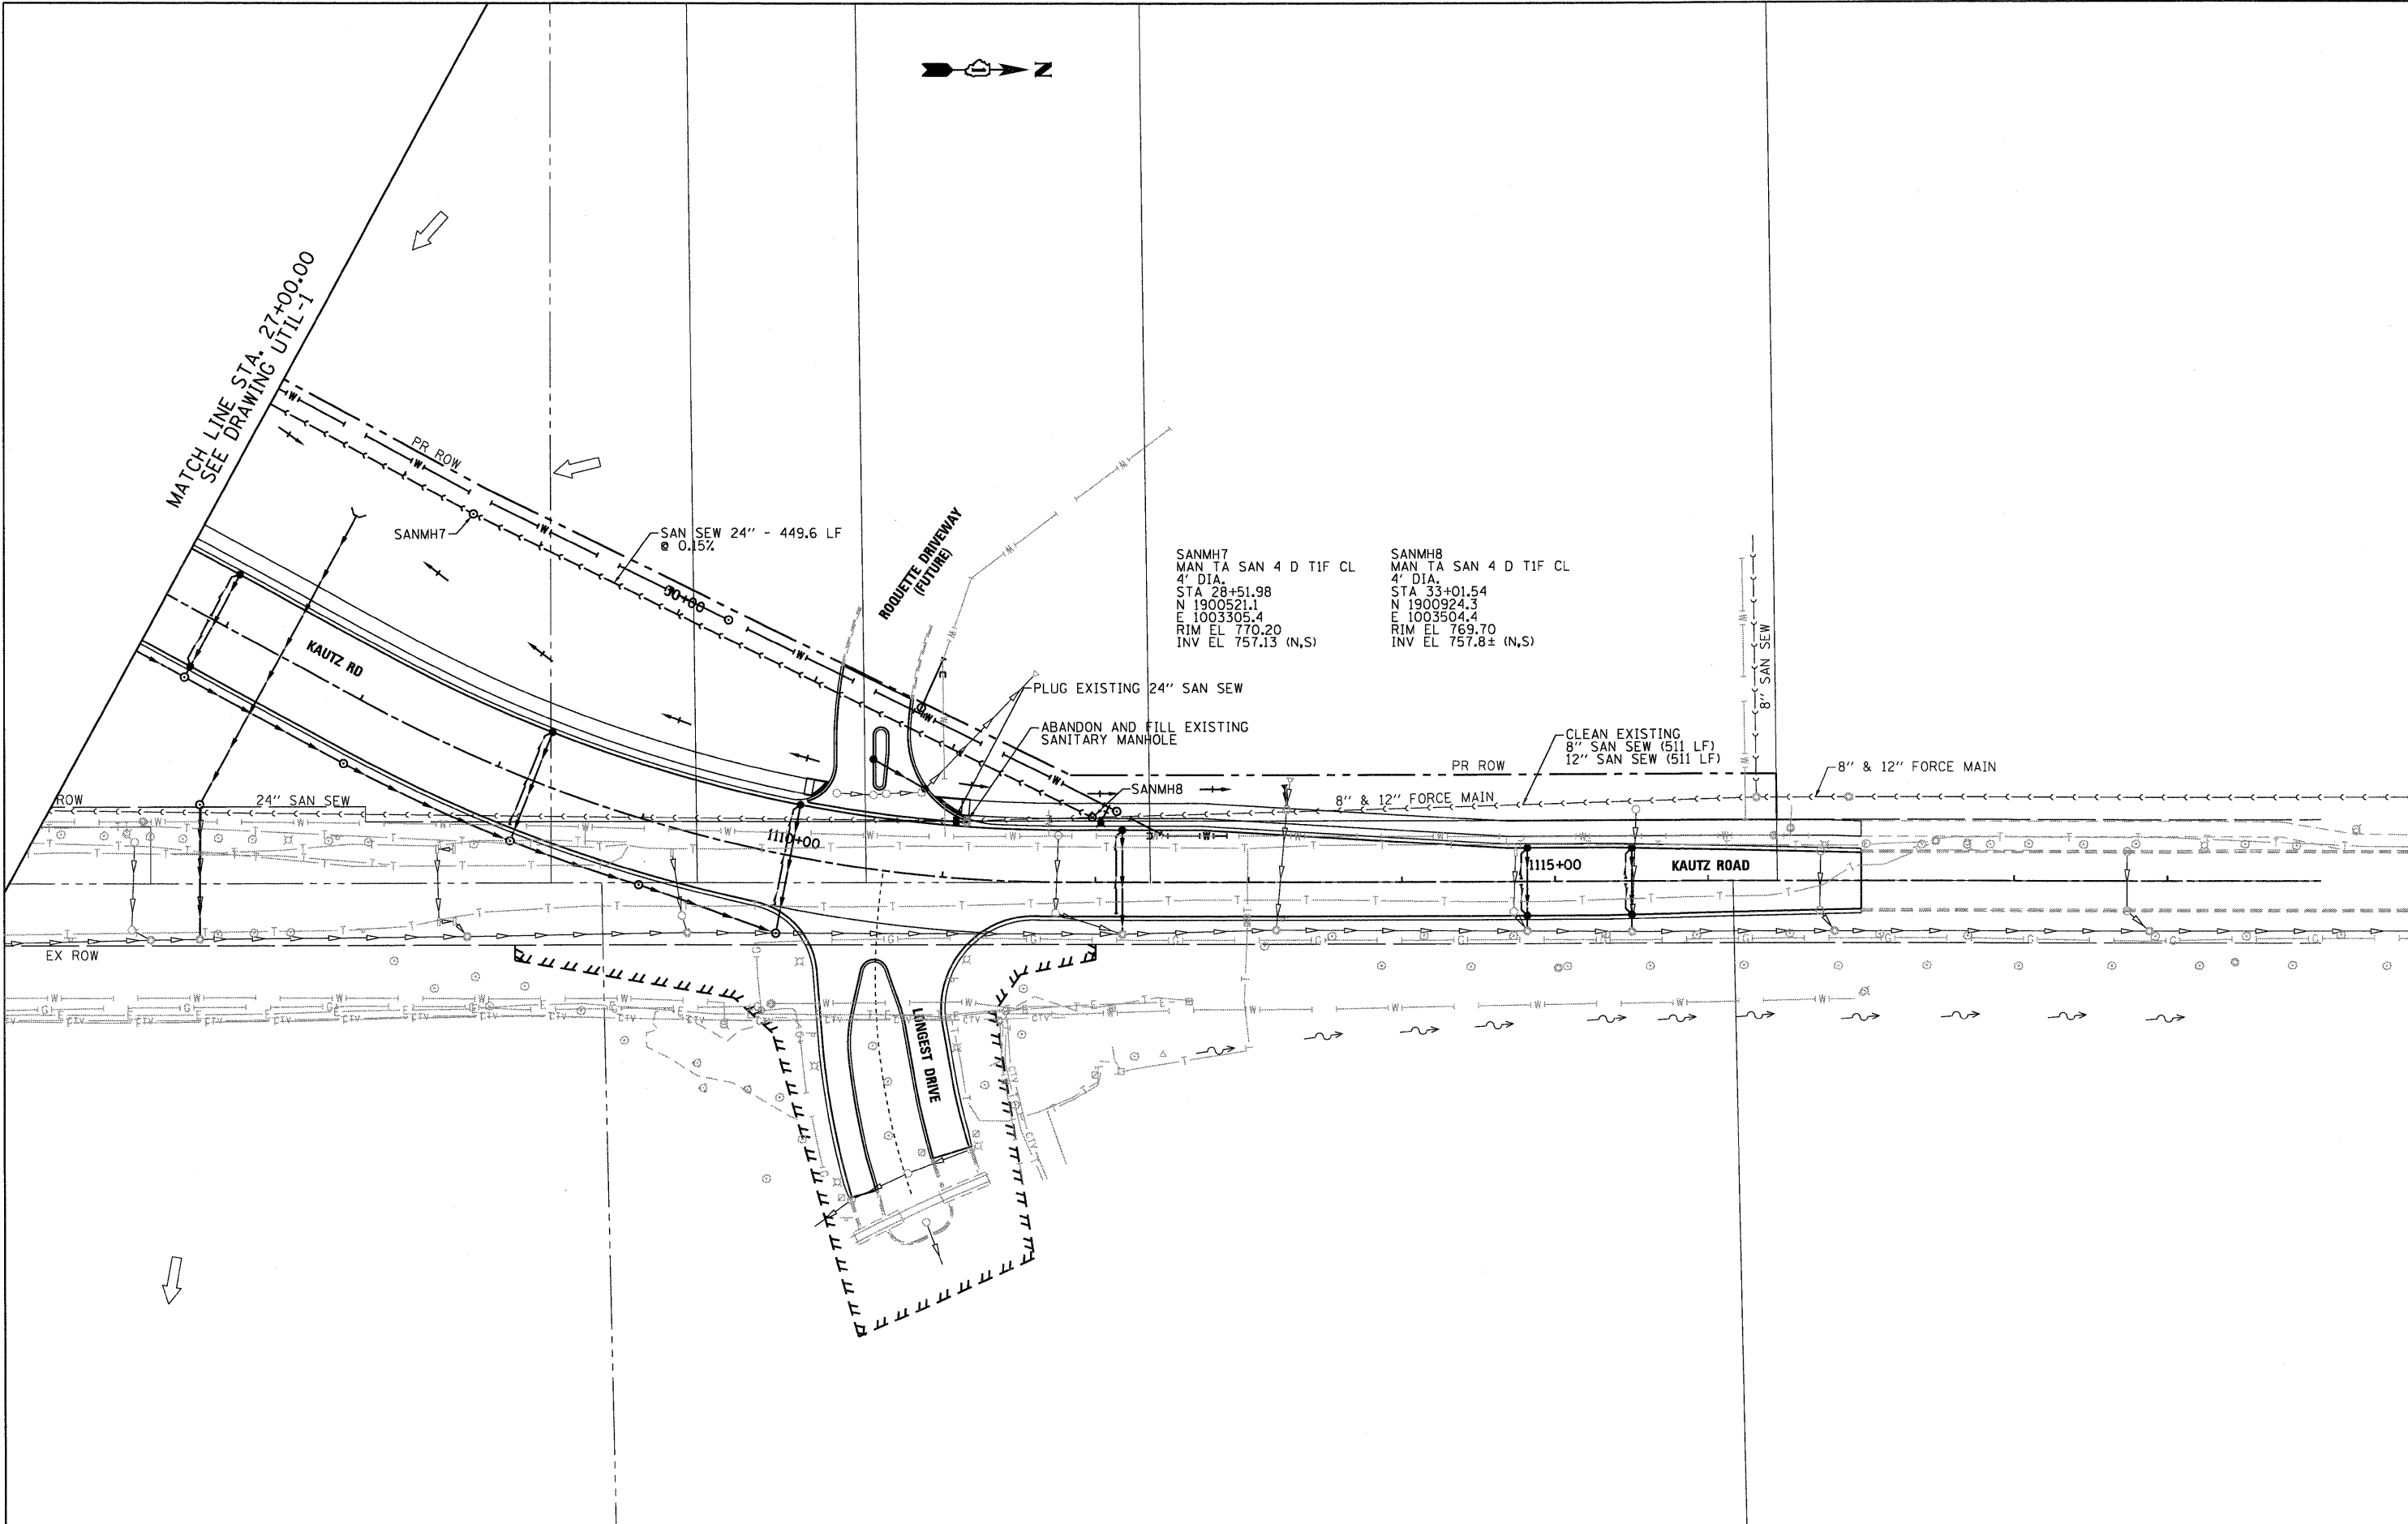 N
MATCH LINE STA. 27+00.00
SEE DRAWING UTIL-1
PR ROW
SANMH7
SAN SEW 24" - 449.6 LF
@ 0.15%
30+00
KAUTZ RD
ROQUETTE DRIVEWAY
(FUTURE)
SANMH7
MAN TA SAN 4 D T1F CL
4' DIA.
STA 28+51.98
N 1900521.1
E 1003305.4
RIM EL 770.20
INV EL 757.13 (N,S)
SANMH8
MAN TA SAN 4 D T1F CL
4' DIA.
STA 33+01.54
N 1900924.3
E 1003504.4
RIM EL 769.70
INV EL 757.8± (N,S)
8" SAN SEW
PLUG EXISTING 24" SAN SEW
ABANDON AND FILL EXISTING
SANITARY MANHOLE
CLEAN EXISTING
8" SAN SEW (511 LF)
12" SAN SEW (511 LF)
PR ROW
8" & 12" FORCE MAIN
SANMH8
8" & 12" FORCE MAIN
ROW
24" SAN SEW
1110+00
1115+00
KAUTZ ROAD
EX ROW
LONGEST DRIVE